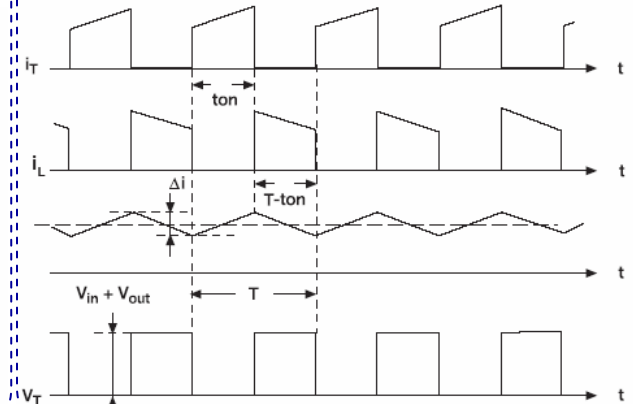 i_T
t
ton
i_L
t
Δi
T-ton
V_in + V_out
T
t
V_T
t